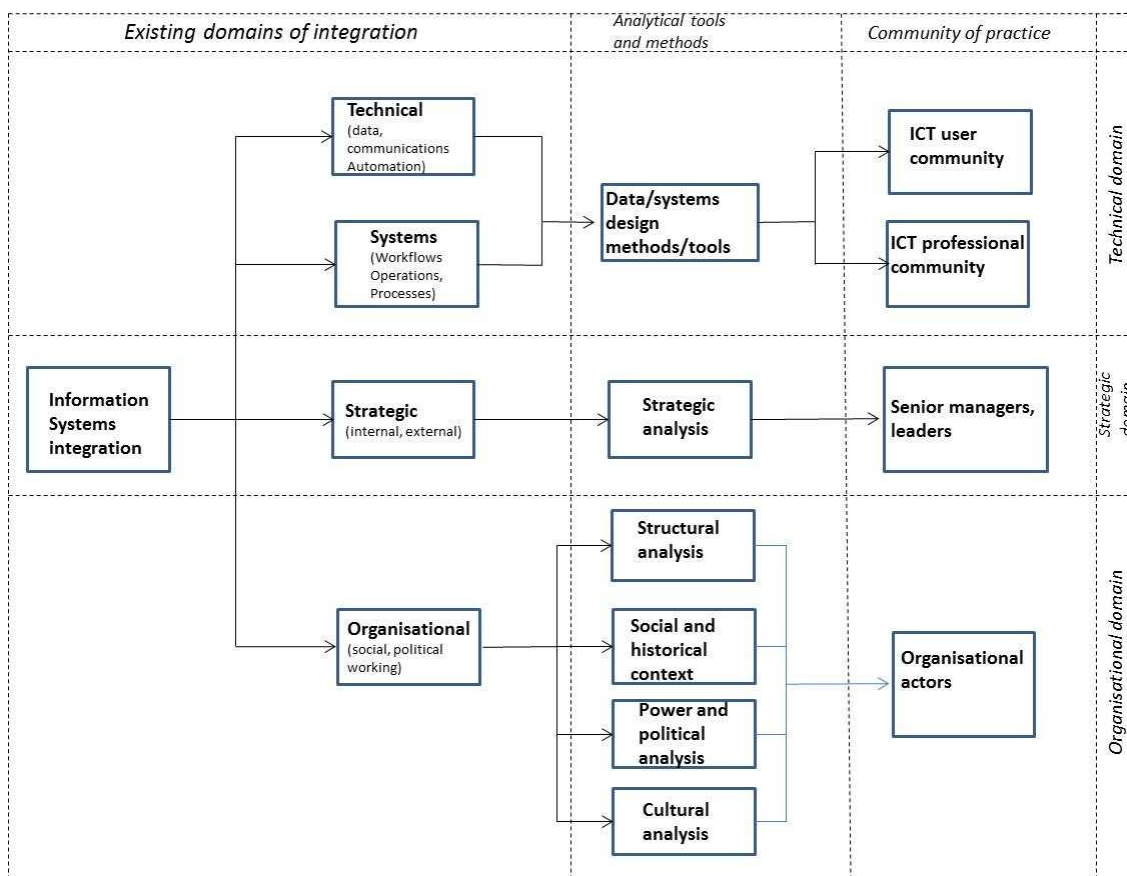 Existing domains of integration
Analytical tools
and methods
Community of practice
Technical
(data,
communications
Automation)
Systems
(Workflows
Operations,
Processes)
Data/systems
design
methods/tools
ICT user
community
ICT professional
community
Technical domain
Information
Systems
integration
Strategic
(internal, external)
Strategic
analysis
Senior managers,
leaders
Strategic
domain
Organisational
(social, political
working)
Structural
analysis
Social and
historical
context
Power and
political
analysis
Cultural
analysis
Organisational
actors
Organisational domain